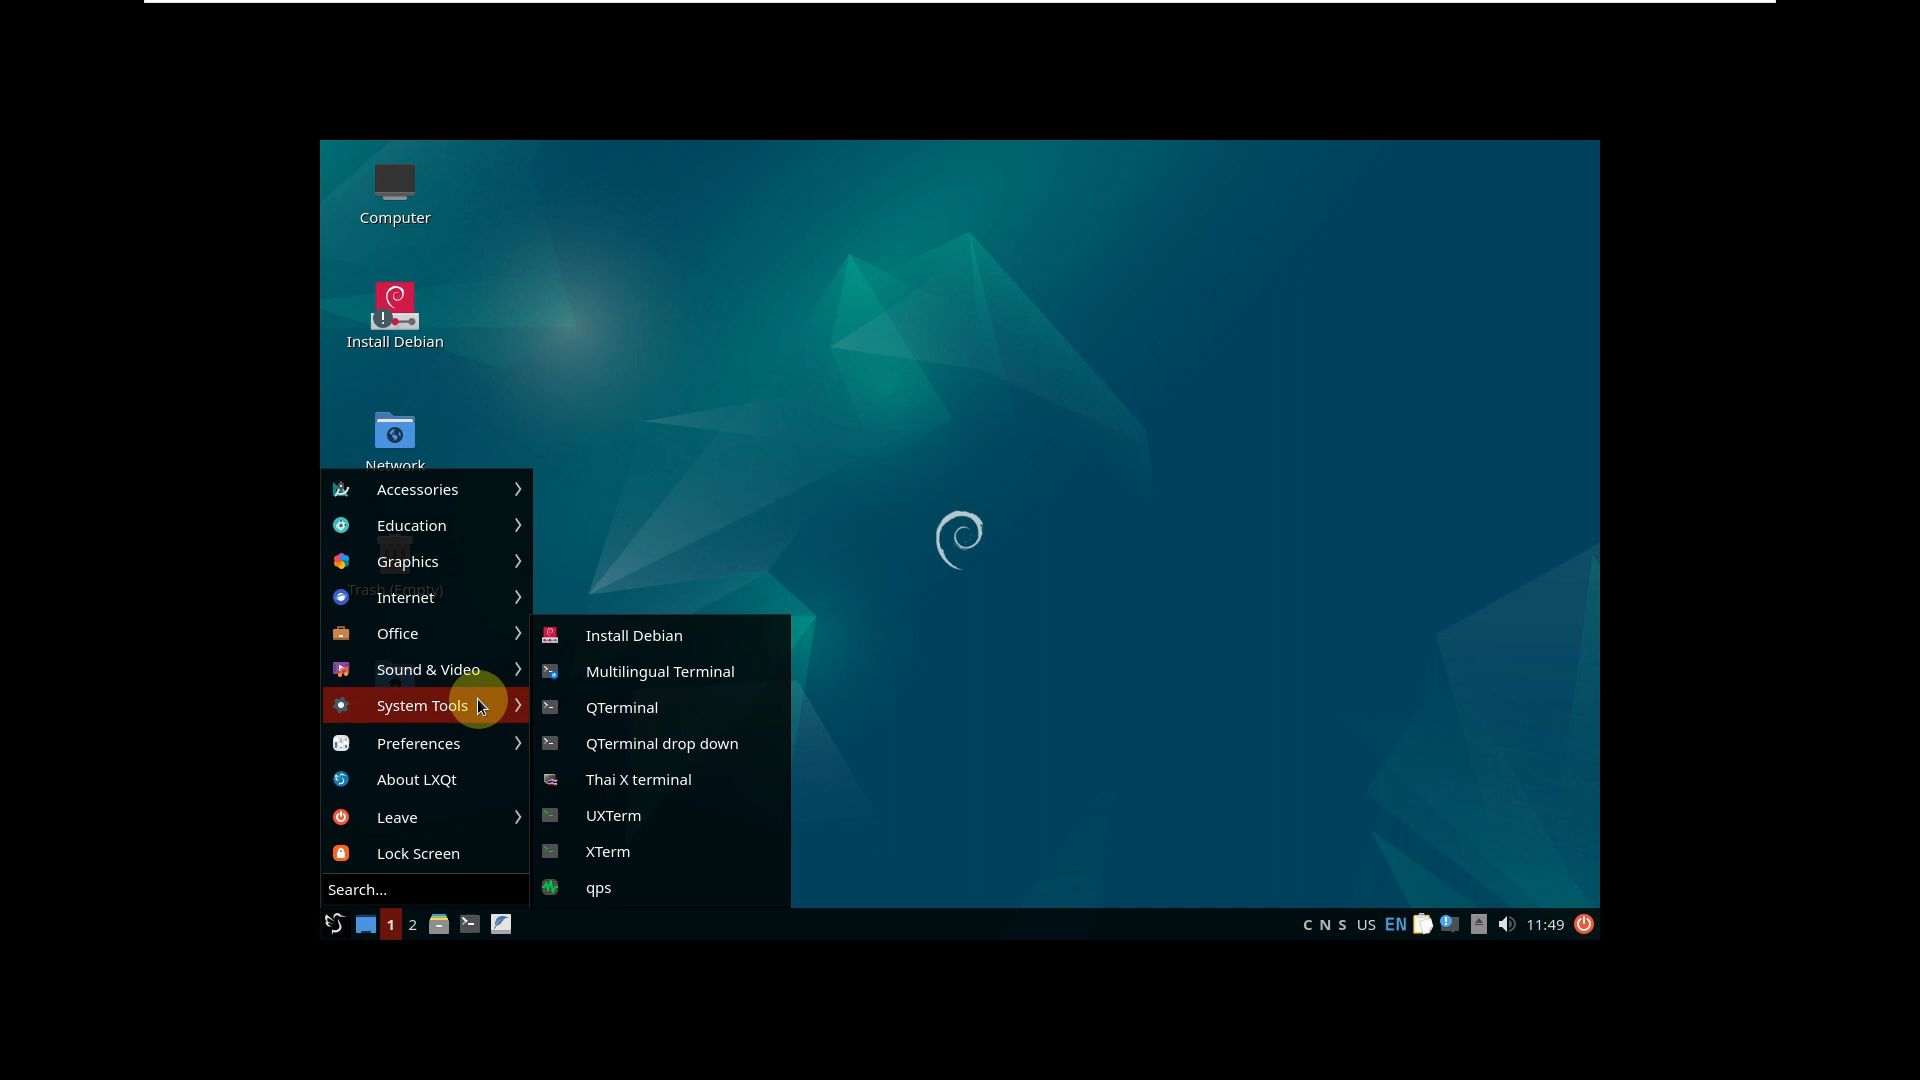 Computer
Install Debian
Network
Trash (Empty)
Accessories
Education
Graphics
Internet
Office
Sound & Video
System Tools
Preferences
About LXQt
Leave
Lock Screen
Search...
Install Debian
Multilingual Terminal
QTerminal
QTerminal drop down
Thai X terminal
UXTerm
XTerm
qps
1 2 C N S US EN 11:49